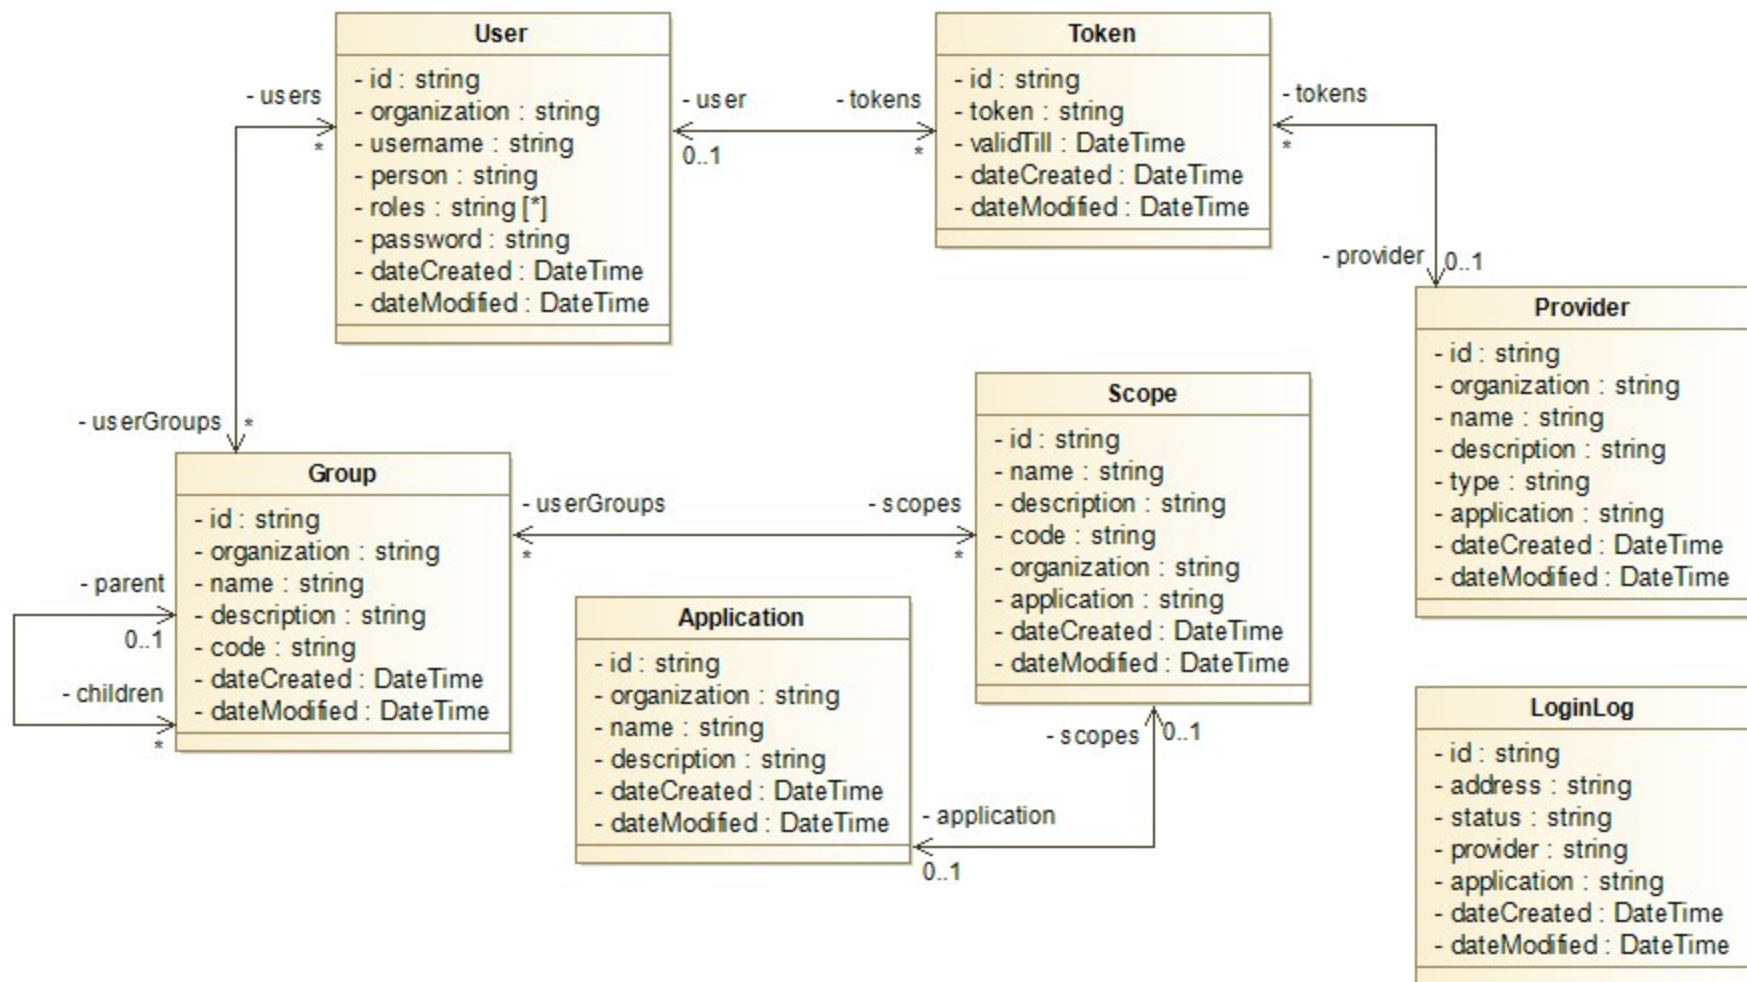 User
- id : string
- organization : string
- username : string
- person : string
- roles : string [*]
- password : string
- dateCreated : DateTime
- dateModified : DateTime
Token
- id : string
- token : string
- validTill : DateTime
- dateCreated : DateTime
- dateModified : DateTime
- users
*
- user
0..1
- tokens
*
- tokens
*
- provider
0..1
Provider
- id : string
- organization : string
- name : string
- description : string
- type : string
- application : string
- dateCreated : DateTime
- dateModified : DateTime
- userGroups
*
Group
- id : string
- organization : string
- name : string
- description : string
- code : string
- dateCreated : DateTime
- dateModified : DateTime
- parent
0..1
- children
*
- userGroups
*
- scopes
*
Scope
- id : string
- name : string
- description : string
- code : string
- organization : string
- application : string
- dateCreated : DateTime
- dateModified : DateTime
Application
- id : string
- organization : string
- name : string
- description : string
- dateCreated : DateTime
- dateModified : DateTime
- scopes
0..1
- application
0..1
LoginLog
- id : string
- address : string
- status : string
- provider : string
- application : string
- dateCreated : DateTime
- dateModified : DateTime